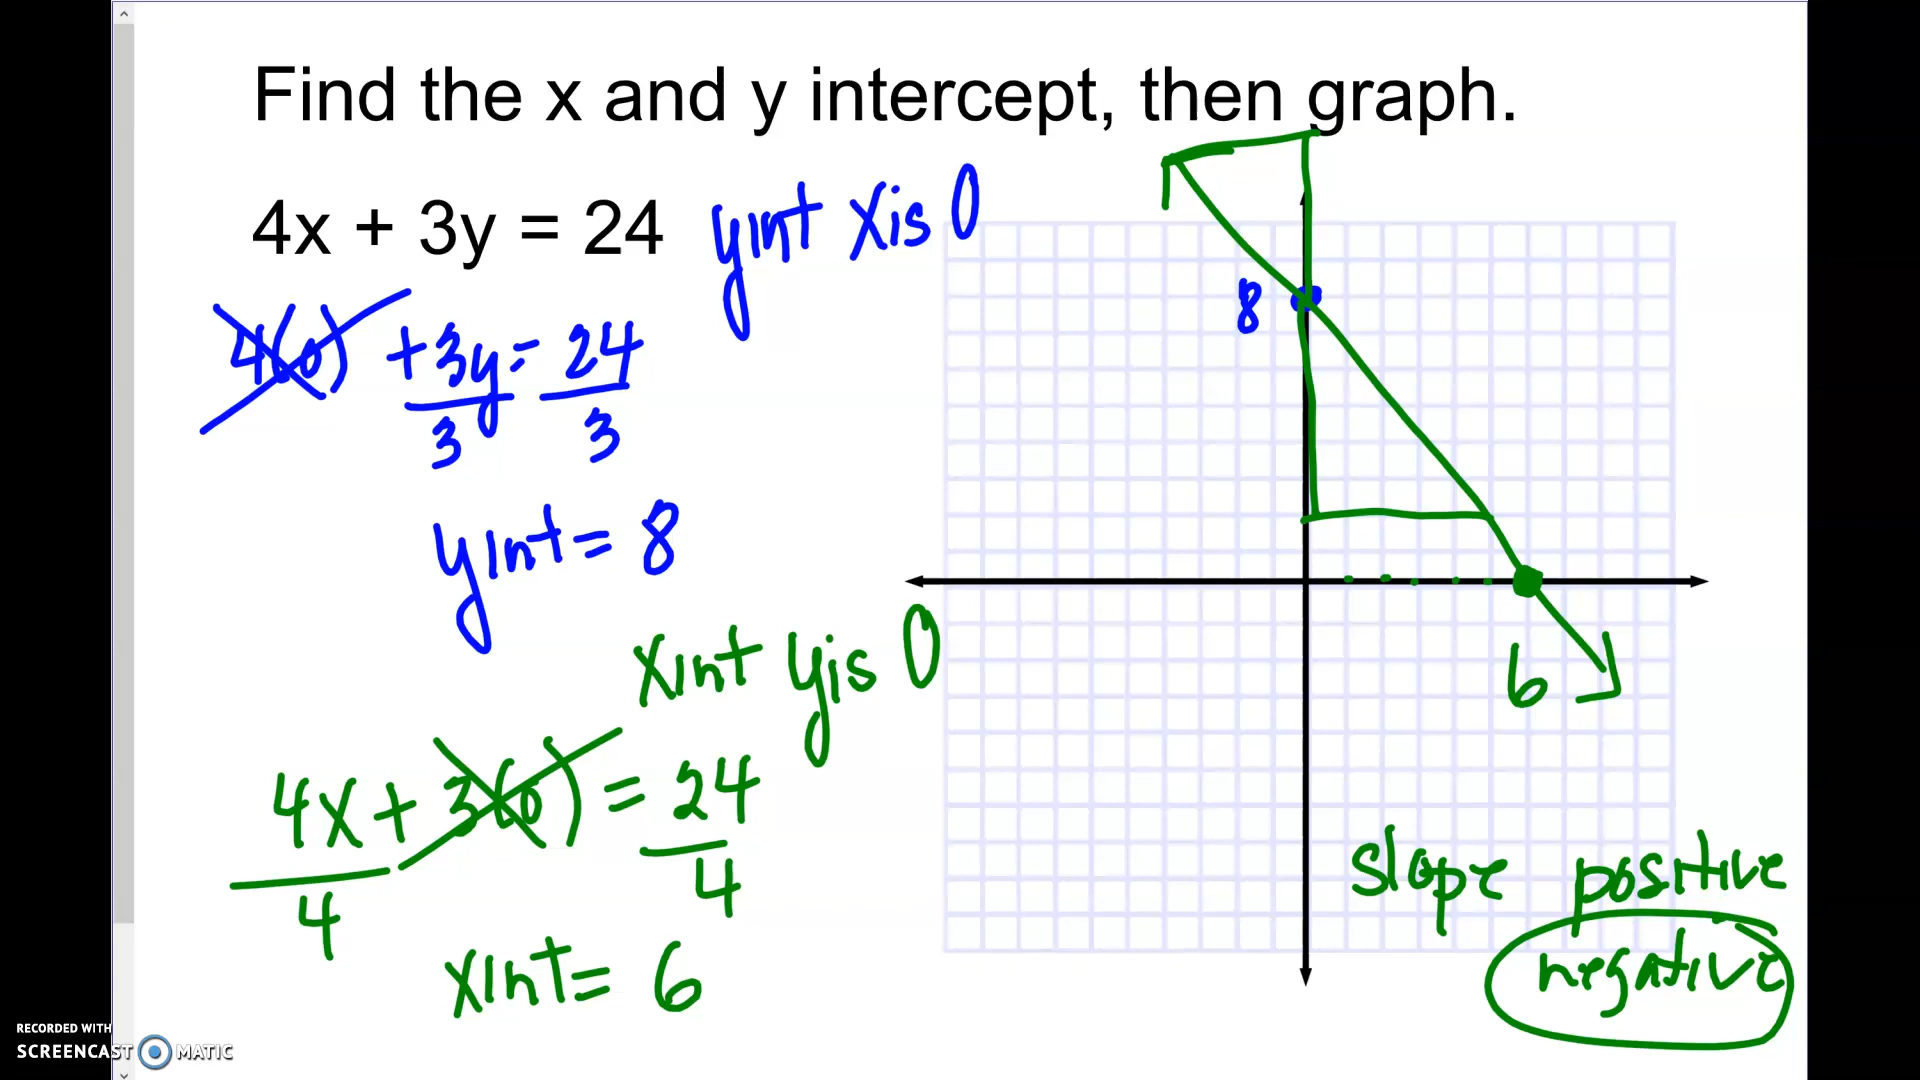 Find the x and y intercept, then graph.
4x + 3y = 24 yint x is 0
4(0) + 3y = 24
3 3
8
yint = 8
xint y is 0
6
4x + 3(0) = 24
4 4
slope positive
negative
xint = 6
RECORDED WITH
SCREENCAST MATIC